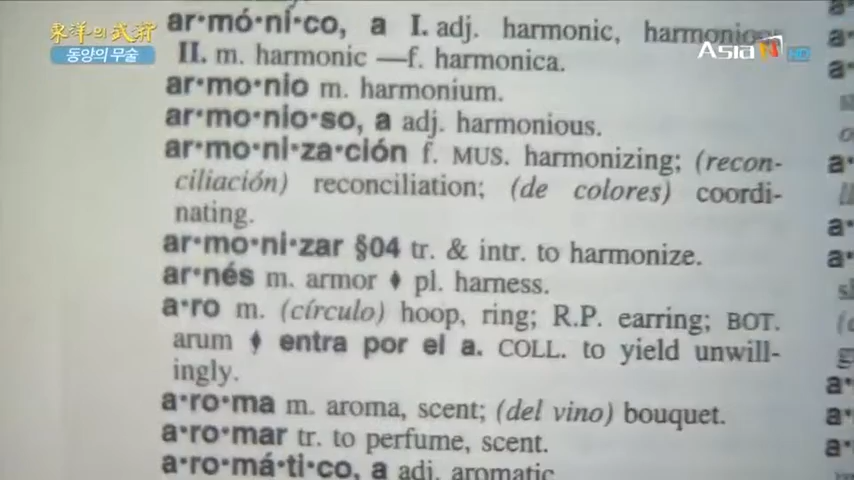 東洋의 武術
동양의 무술
Asia N HD
ar•mó•ni•co, a I. adj. harmonic, harmonious
II. m. harmonic —f. harmonica.
ar•mo•nio m. harmonium.
ar•mo•nio•so, a adj. harmonious.
ar•mo•ni•za•ción f. MUS. harmonizing; (recon-
ciliación) reconciliation; (de colores) coordi-
nating.
ar•mo•ni•zar §04 tr. & intr. to harmonize.
ar•nés m. armor ♦ pl. harness.
a•ro m. (círculo) hoop, ring; R.P. earring; BOT.
arum ♦ entra por el a. COLL. to yield unwill-
ingly.
a•ro•ma m. aroma, scent; (del vino) bouquet.
a•ro•mar tr. to perfume, scent.
a•ro•má•ti•co, a adj. aromatic